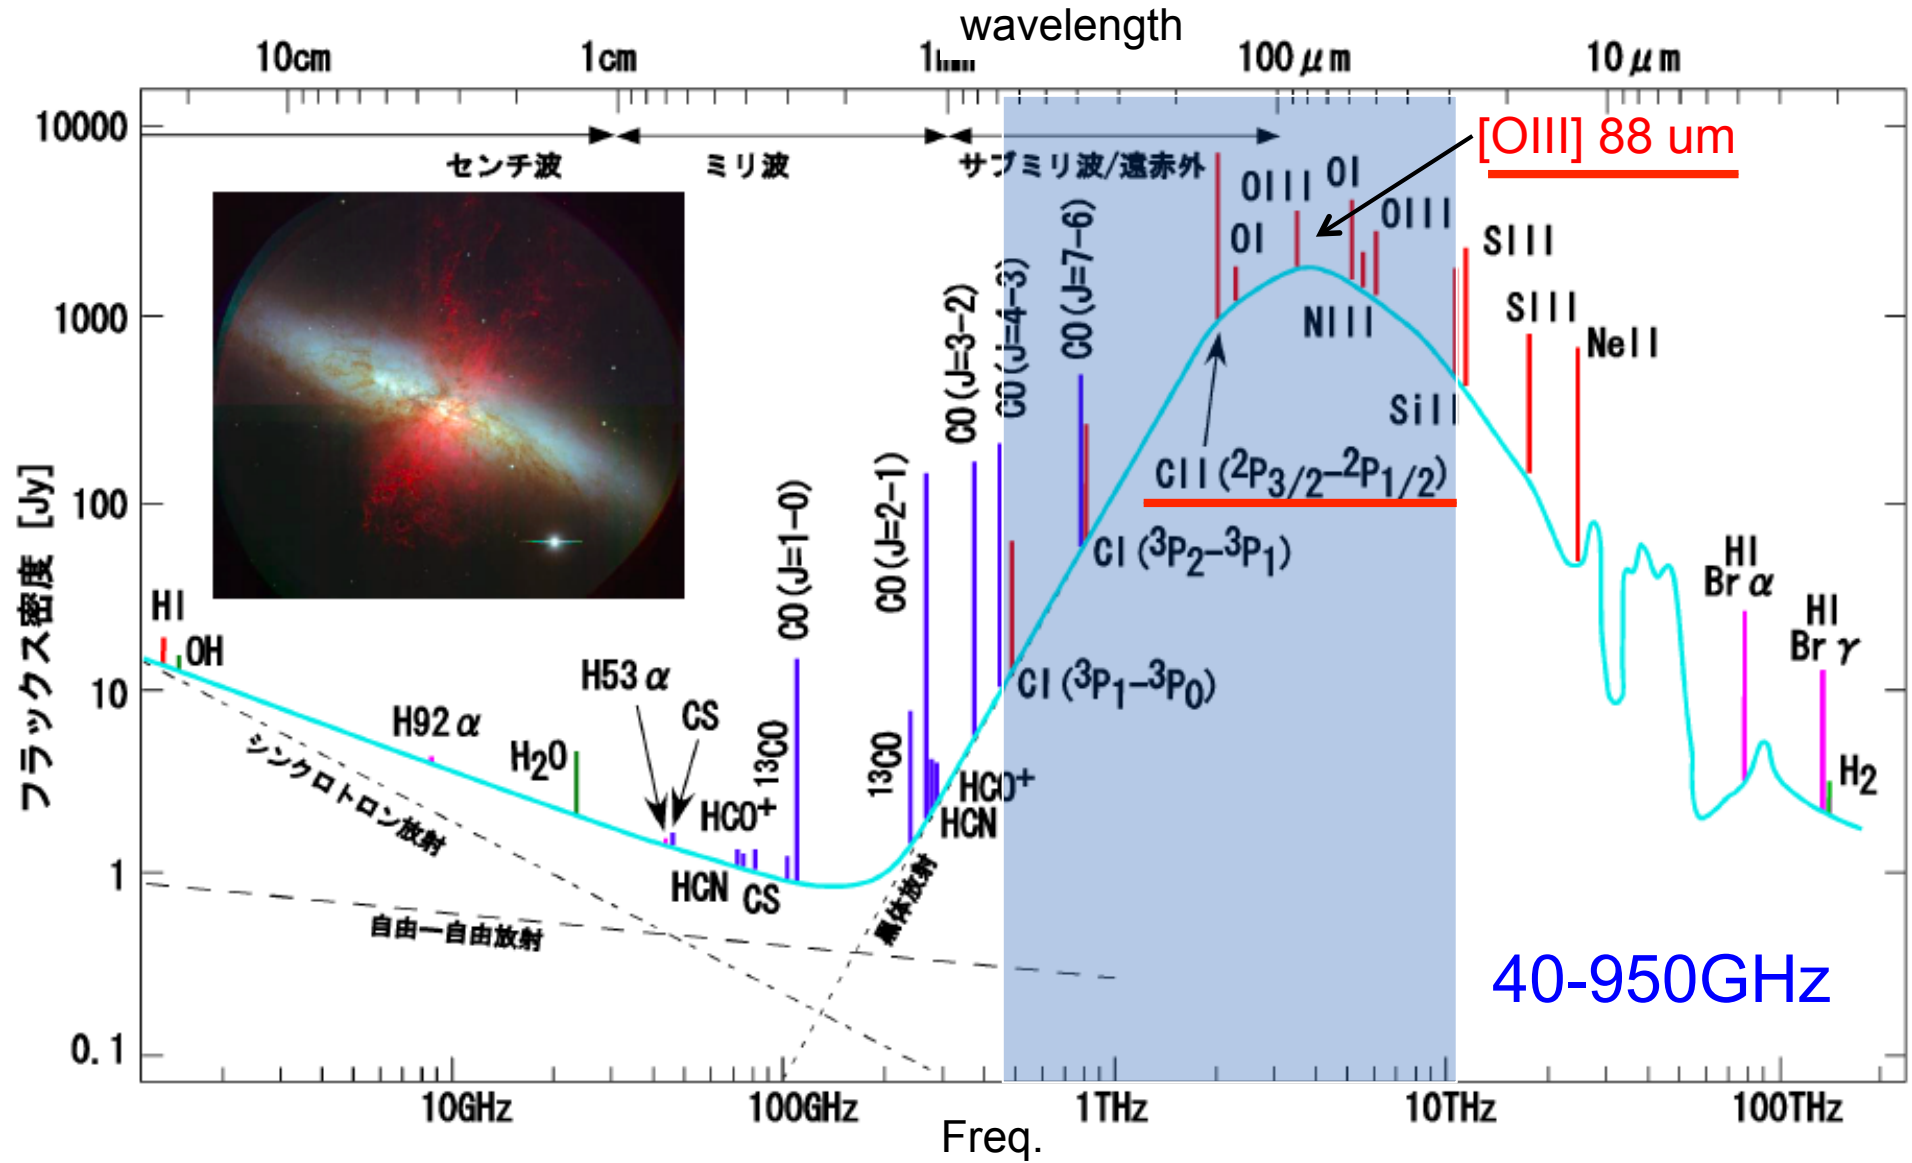 wavelength
10cm
1cm
100μm
10μm
10000
1000
100
10
1
0.1
フラックス密度 [Jy]
センチ波
ミリ波
サブミリ波/遠赤外
[OIII] 88 um
OIII
OI
OIII
OI
NIII
SIII
SIII
NeII
SiII
CO(J=7-6)
CO(J=4-3)
CO(J=3-2)
CO(J=2-1)
CO(J=1-0)
CII(²P3/2-²P1/2)
CI(³P2-³P1)
CI(³P1-³P0)
HI
OH
H92α
H2O
H53α
CS
¹³CO
HCO⁺
HCN
CS
¹³CO
HCO⁺
HCN
HI
Brα
HI
Brγ
H2
シンクロトロン放射
自由ー自由放射
黒体放射
40-950GHz
10GHz
100GHz
1THz
10THz
100THz
Freq.